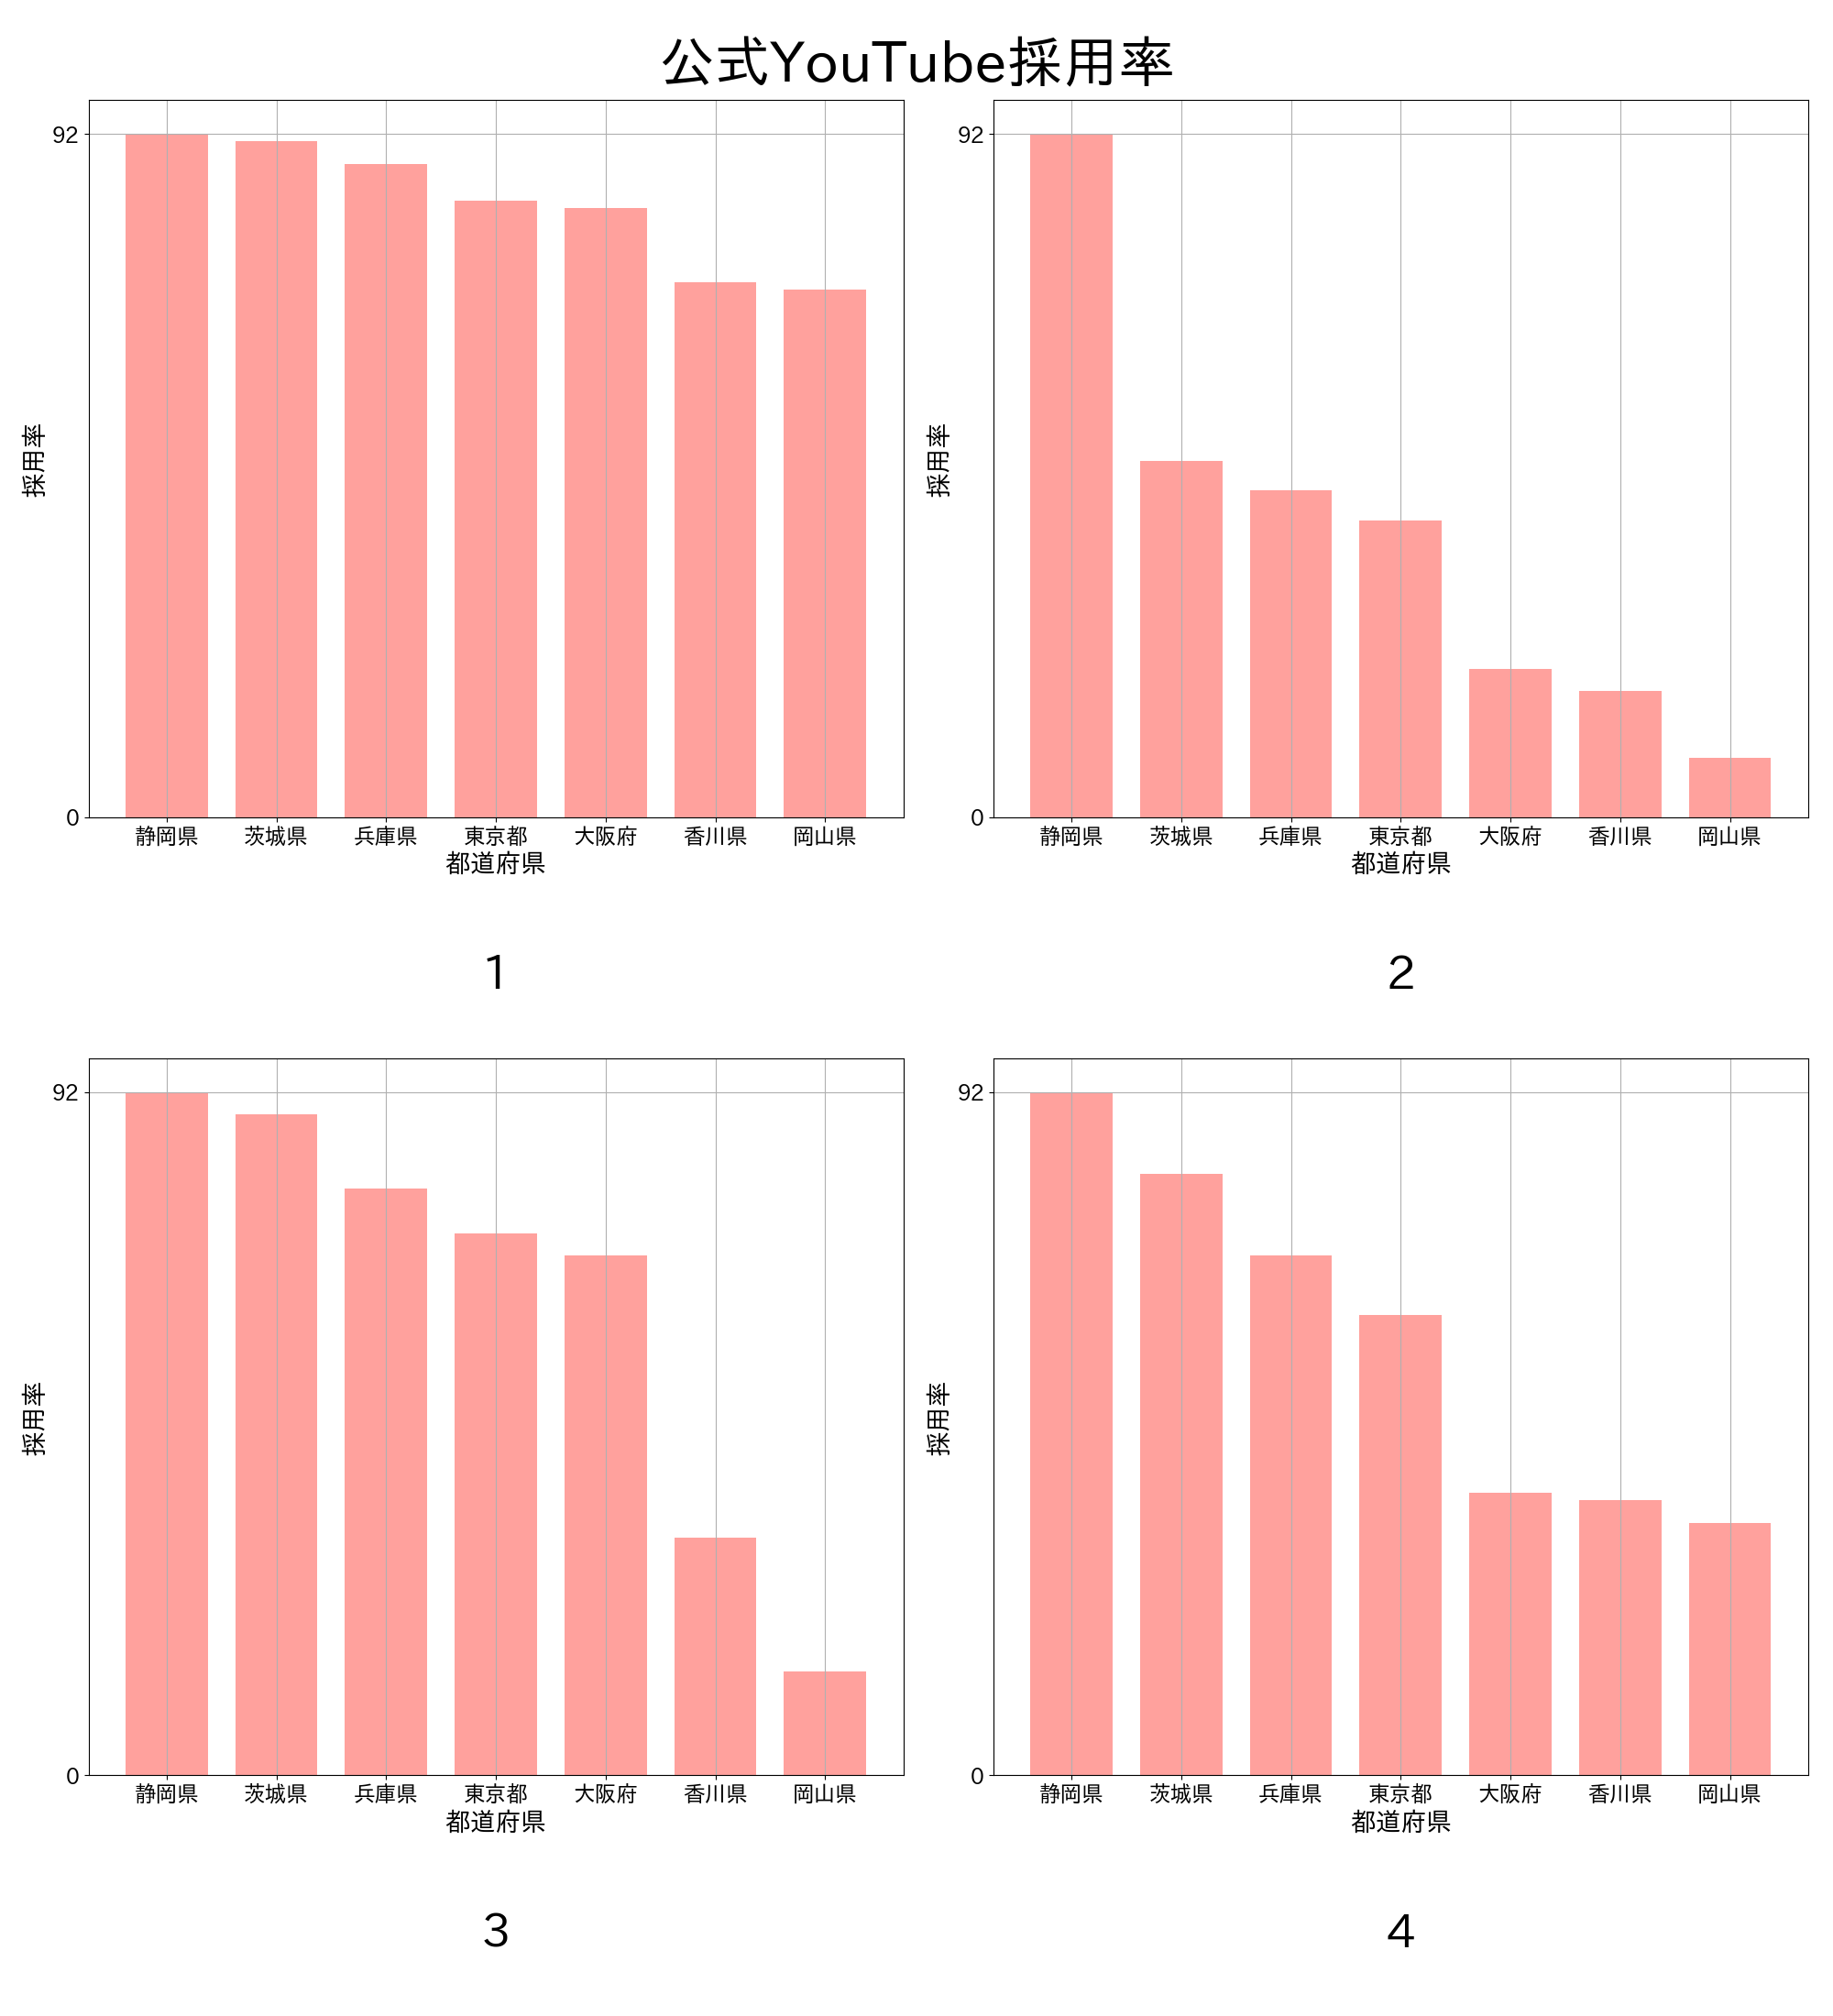 公式YouTube採用率
92
採用率
0
静岡県 茨城県 兵庫県 東京都 大阪府 香川県 岡山県
都道府県
1
92
採用率
0
静岡県 茨城県 兵庫県 東京都 大阪府 香川県 岡山県
都道府県
2
92
採用率
0
静岡県 茨城県 兵庫県 東京都 大阪府 香川県 岡山県
都道府県
3
92
採用率
0
静岡県 茨城県 兵庫県 東京都 大阪府 香川県 岡山県
都道府県
4